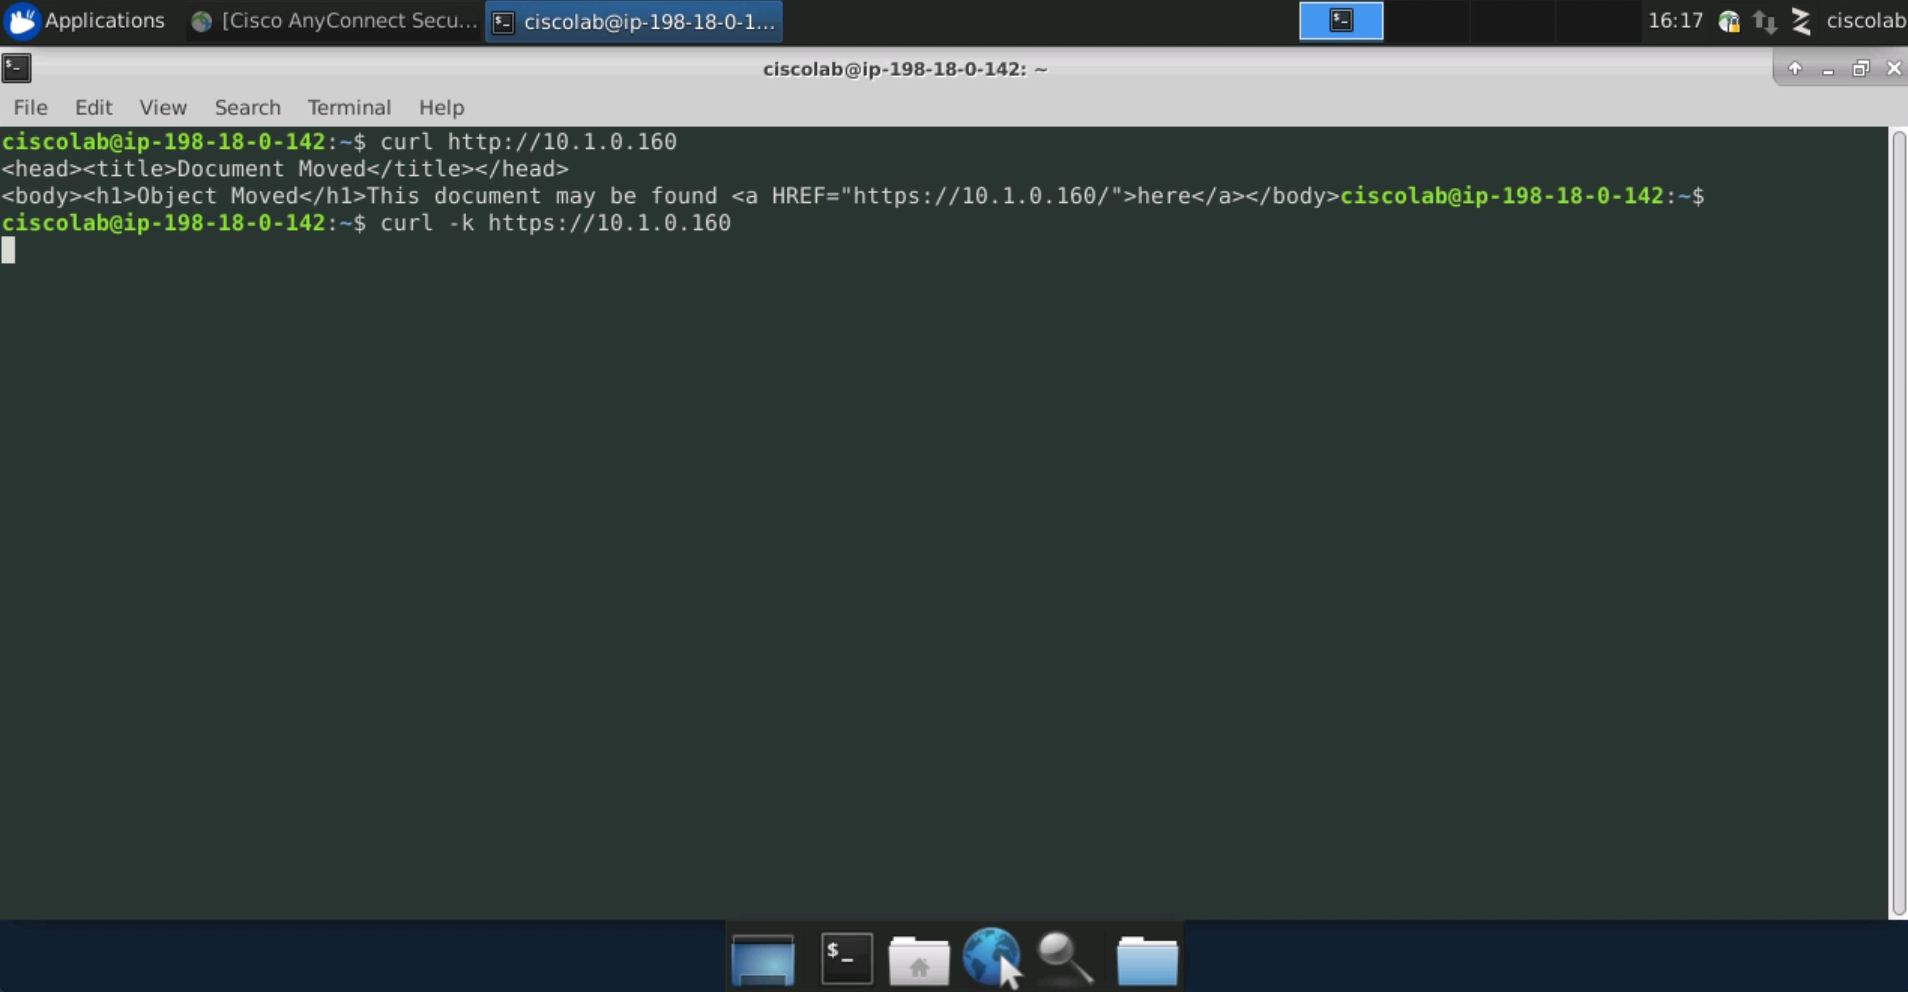 Applications [Cisco AnyConnect Secu... ciscolab@ip-198-18-0-1... 16:17 ciscolab
ciscolab@ip-198-18-0-142: ~
File Edit View Search Terminal Help
ciscolab@ip-198-18-0-142:~$ curl http://10.1.0.160
<head><title>Document Moved</title></head>
<body><h1>Object Moved</h1>This document may be found <a HREF="https://10.1.0.160/">here</a></body>ciscolab@ip-198-18-0-142:~$
ciscolab@ip-198-18-0-142:~$ curl -k https://10.1.0.160